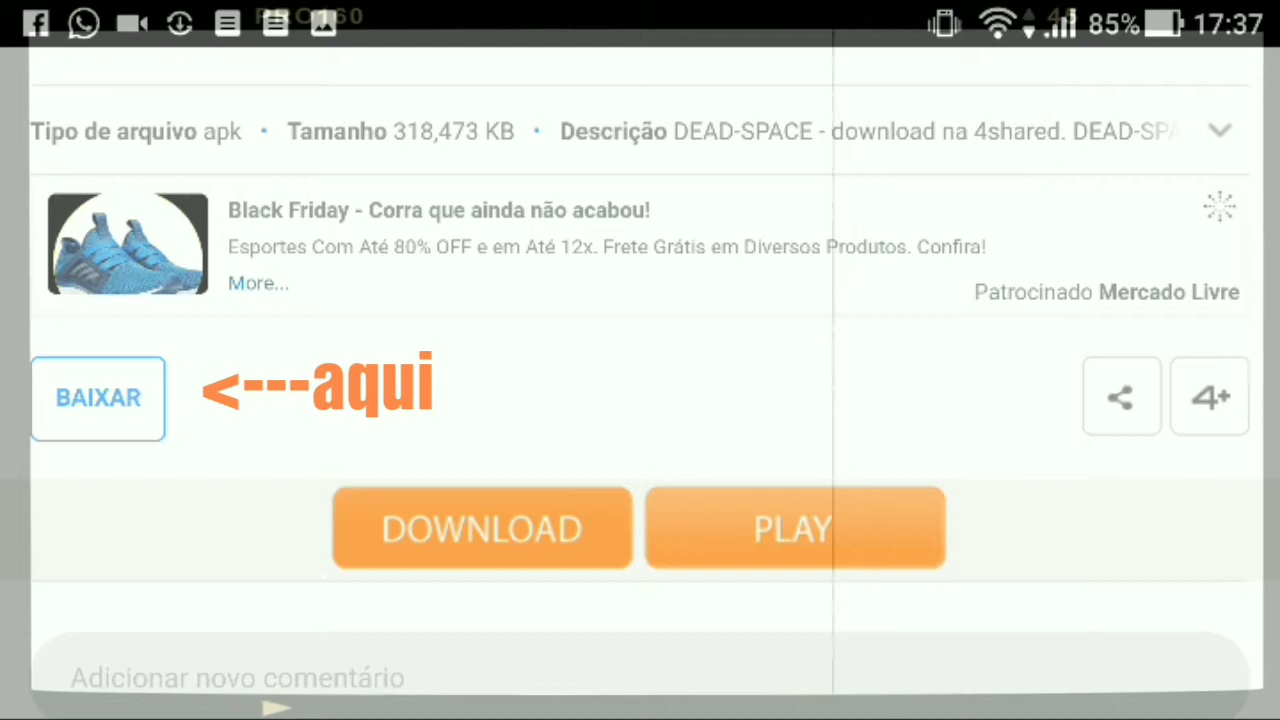 PRO160
85% 17:37
Tipo de arquivo apk • Tamanho 318,473 KB • Descrição DEAD-SPACE - download na 4shared. DEAD-SPA
Black Friday - Corra que ainda não acabou!
Esportes Com Até 80% OFF e em Até 12x. Frete Grátis em Diversos Produtos. Confira!
More...
Patrocinado Mercado Livre
BAIXAR
<---aqui
4+
DOWNLOAD
PLAY
Adicionar novo comentário